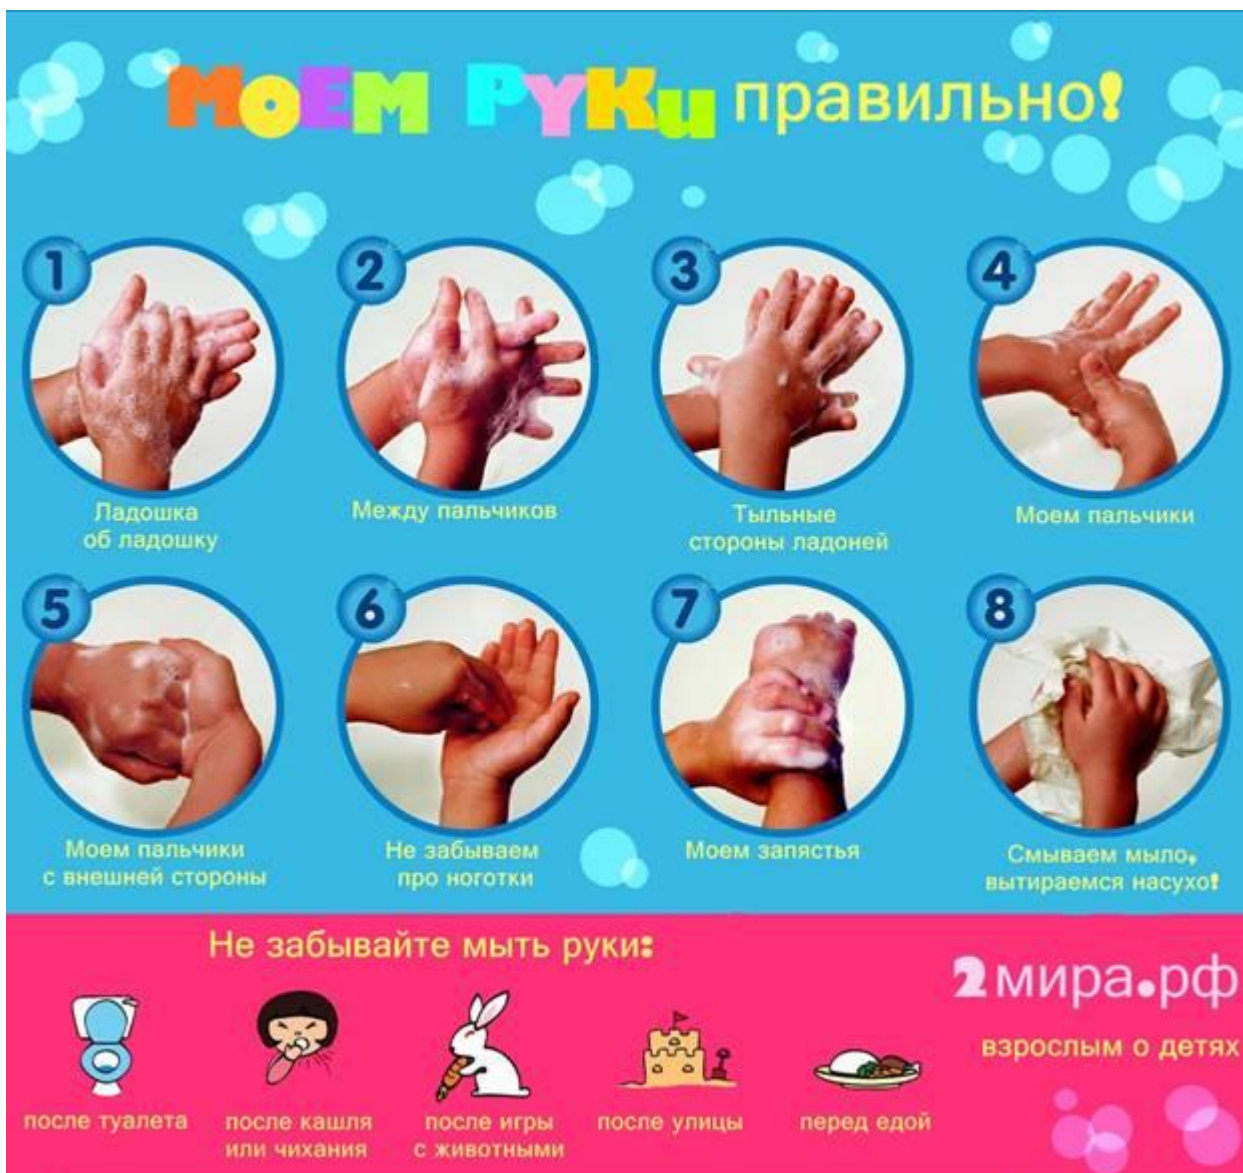 МОЕМ РУКИ правильно!
1
2
3
4
Ладошка
об ладошку
Между пальчиков
Тыльные
стороны ладоней
Моем пальчики
5
6
7
8
Моем пальчики
с внешней стороны
Не забываем
про ноготки
Моем запястья
Смываем мыло,
вытираемся насухо!
Не забывайте мыть руки:
2мира.рф
взрослым о детях
после туалета
после кашля
или чихания
после игры
с животными
после улицы
перед едой